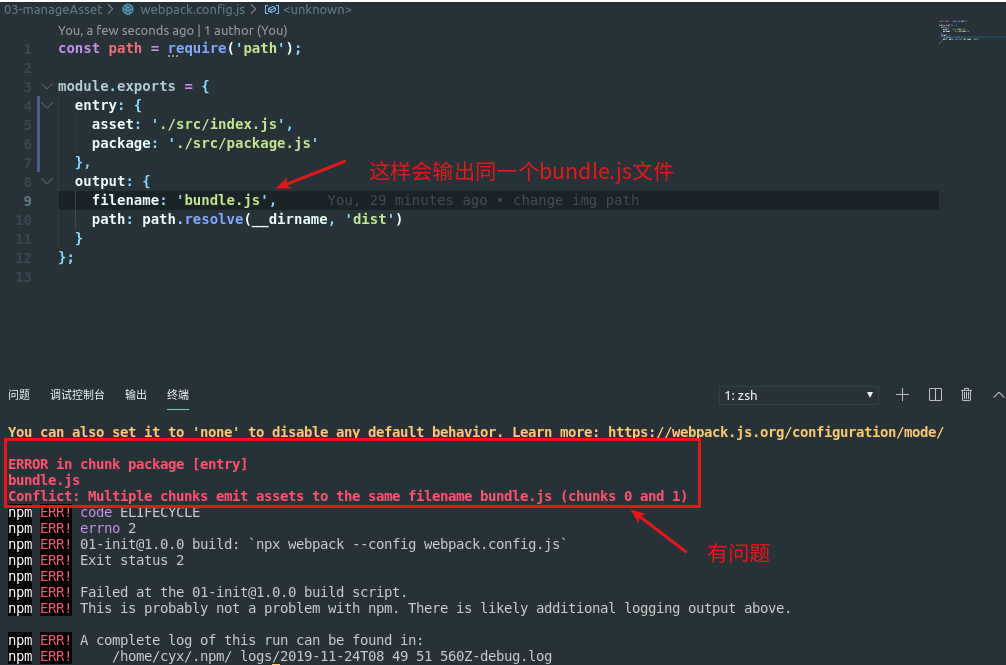 03-manageAsset > webpack.config.js > <unknown>
You, a few seconds ago | 1 author (You)
1 const path = require('path');
2
3 module.exports = {
4 entry: {
5 asset: './src/index.js',
6 package: './src/package.js'
7 },
这样会输出同一个bundle.js文件
8 output: {
9 filename: 'bundle.js', You, 29 minutes ago • change img path
10 path: path.resolve(__dirname, 'dist')
11 }
12 };
13
问题 调试控制台 输出 终端 1: zsh
You can also set it to 'none' to disable any default behavior. Learn more: https://webpack.js.org/configuration/mode/
ERROR in chunk package [entry]
bundle.js
Conflict: Multiple chunks emit assets to the same filename bundle.js (chunks 0 and 1)
npm ERR! code ELIFECYCLE
npm ERR! errno 2
npm ERR! 01-init@1.0.0 build: `npx webpack --config webpack.config.js`
有问题
npm ERR! Exit status 2
npm ERR!
npm ERR! Failed at the 01-init@1.0.0 build script.
npm ERR! This is probably not a problem with npm. There is likely additional logging output above.
npm ERR! A complete log of this run can be found in:
npm ERR! /home/cyx/.npm/_logs/2019-11-24T08_49_51_560Z-debug.log